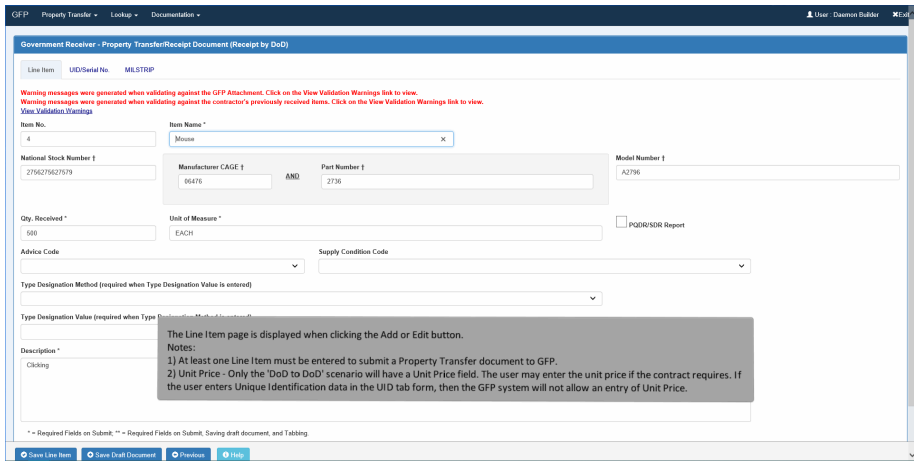 GFP Property Transfer Lookup Documentation User : Daemon Builder Exit
Government Receiver - Property Transfer/Receipt Document (Receipt by DoD)
Line Item UID/Serial No. MILSTRIP
Warning messages were generated when validating against the GFP Attachment. Click on the View Validation Warnings link to view.
Warning messages were generated when validating against the contractor's previously received items. Click on the View Validation Warnings link to view.
View Validation Warnings
Item No. Item Name *
4 Mouse
National Stock Number † Manufacturer CAGE † AND Part Number † Model Number †
2756275627579 06476 2736 A2796
Qty. Received * Unit of Measure * PQDR/SDR Report
500 EACH
Advice Code Supply Condition Code
Type Designation Method (required when Type Designation Value is entered)
Type Designation Value (required when Type Designation Method is entered)
The Line Item page is displayed when clicking the Add or Edit button.
Notes:
1) At least one Line Item must be entered to submit a Property Transfer document to GFP.
2) Unit Price - Only the 'DoD to DoD' scenario will have a Unit Price field. The user may enter the unit price if the contract requires. If
the user enters Unique Identification data in the UID tab form, then the GFP system will not allow an entry of Unit Price.
Description *
Clicking
* = Required Fields on Submit; ** = Required Fields on Submit, Saving draft document, and Tabbing.
Save Line Item Save Draft Document Previous Help